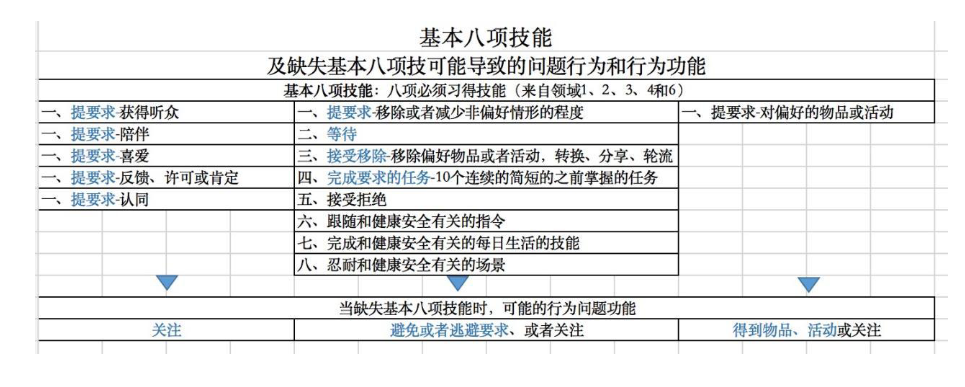 基本八项技能
及缺失基本八项技可能导致的问题行为和行为功能
基本八项技能：八项必须习得技能（来自领域1、2、3、4和6）
一、提要求-获得听众
一、提要求-移除或者减少非偏好情形的程度
一、提要求-对偏好的物品或活动
一、提要求-陪伴
二、等待
一、提要求-喜爱
三、接受移除-移除偏好物品或者活动，转换、分享、轮流
一、提要求-反馈、许可或肯定
四、完成要求的任务-10个连续的简短的之前掌握的任务
一、提要求-认同
五、接受拒绝
六、跟随和健康安全有关的指令
七、完成和健康安全有关的每日生活的技能
八、忍耐和健康安全有关的场景
当缺失基本八项技能时，可能的行为问题功能
关注
避免或者逃避要求、或者关注
得到物品、活动或关注